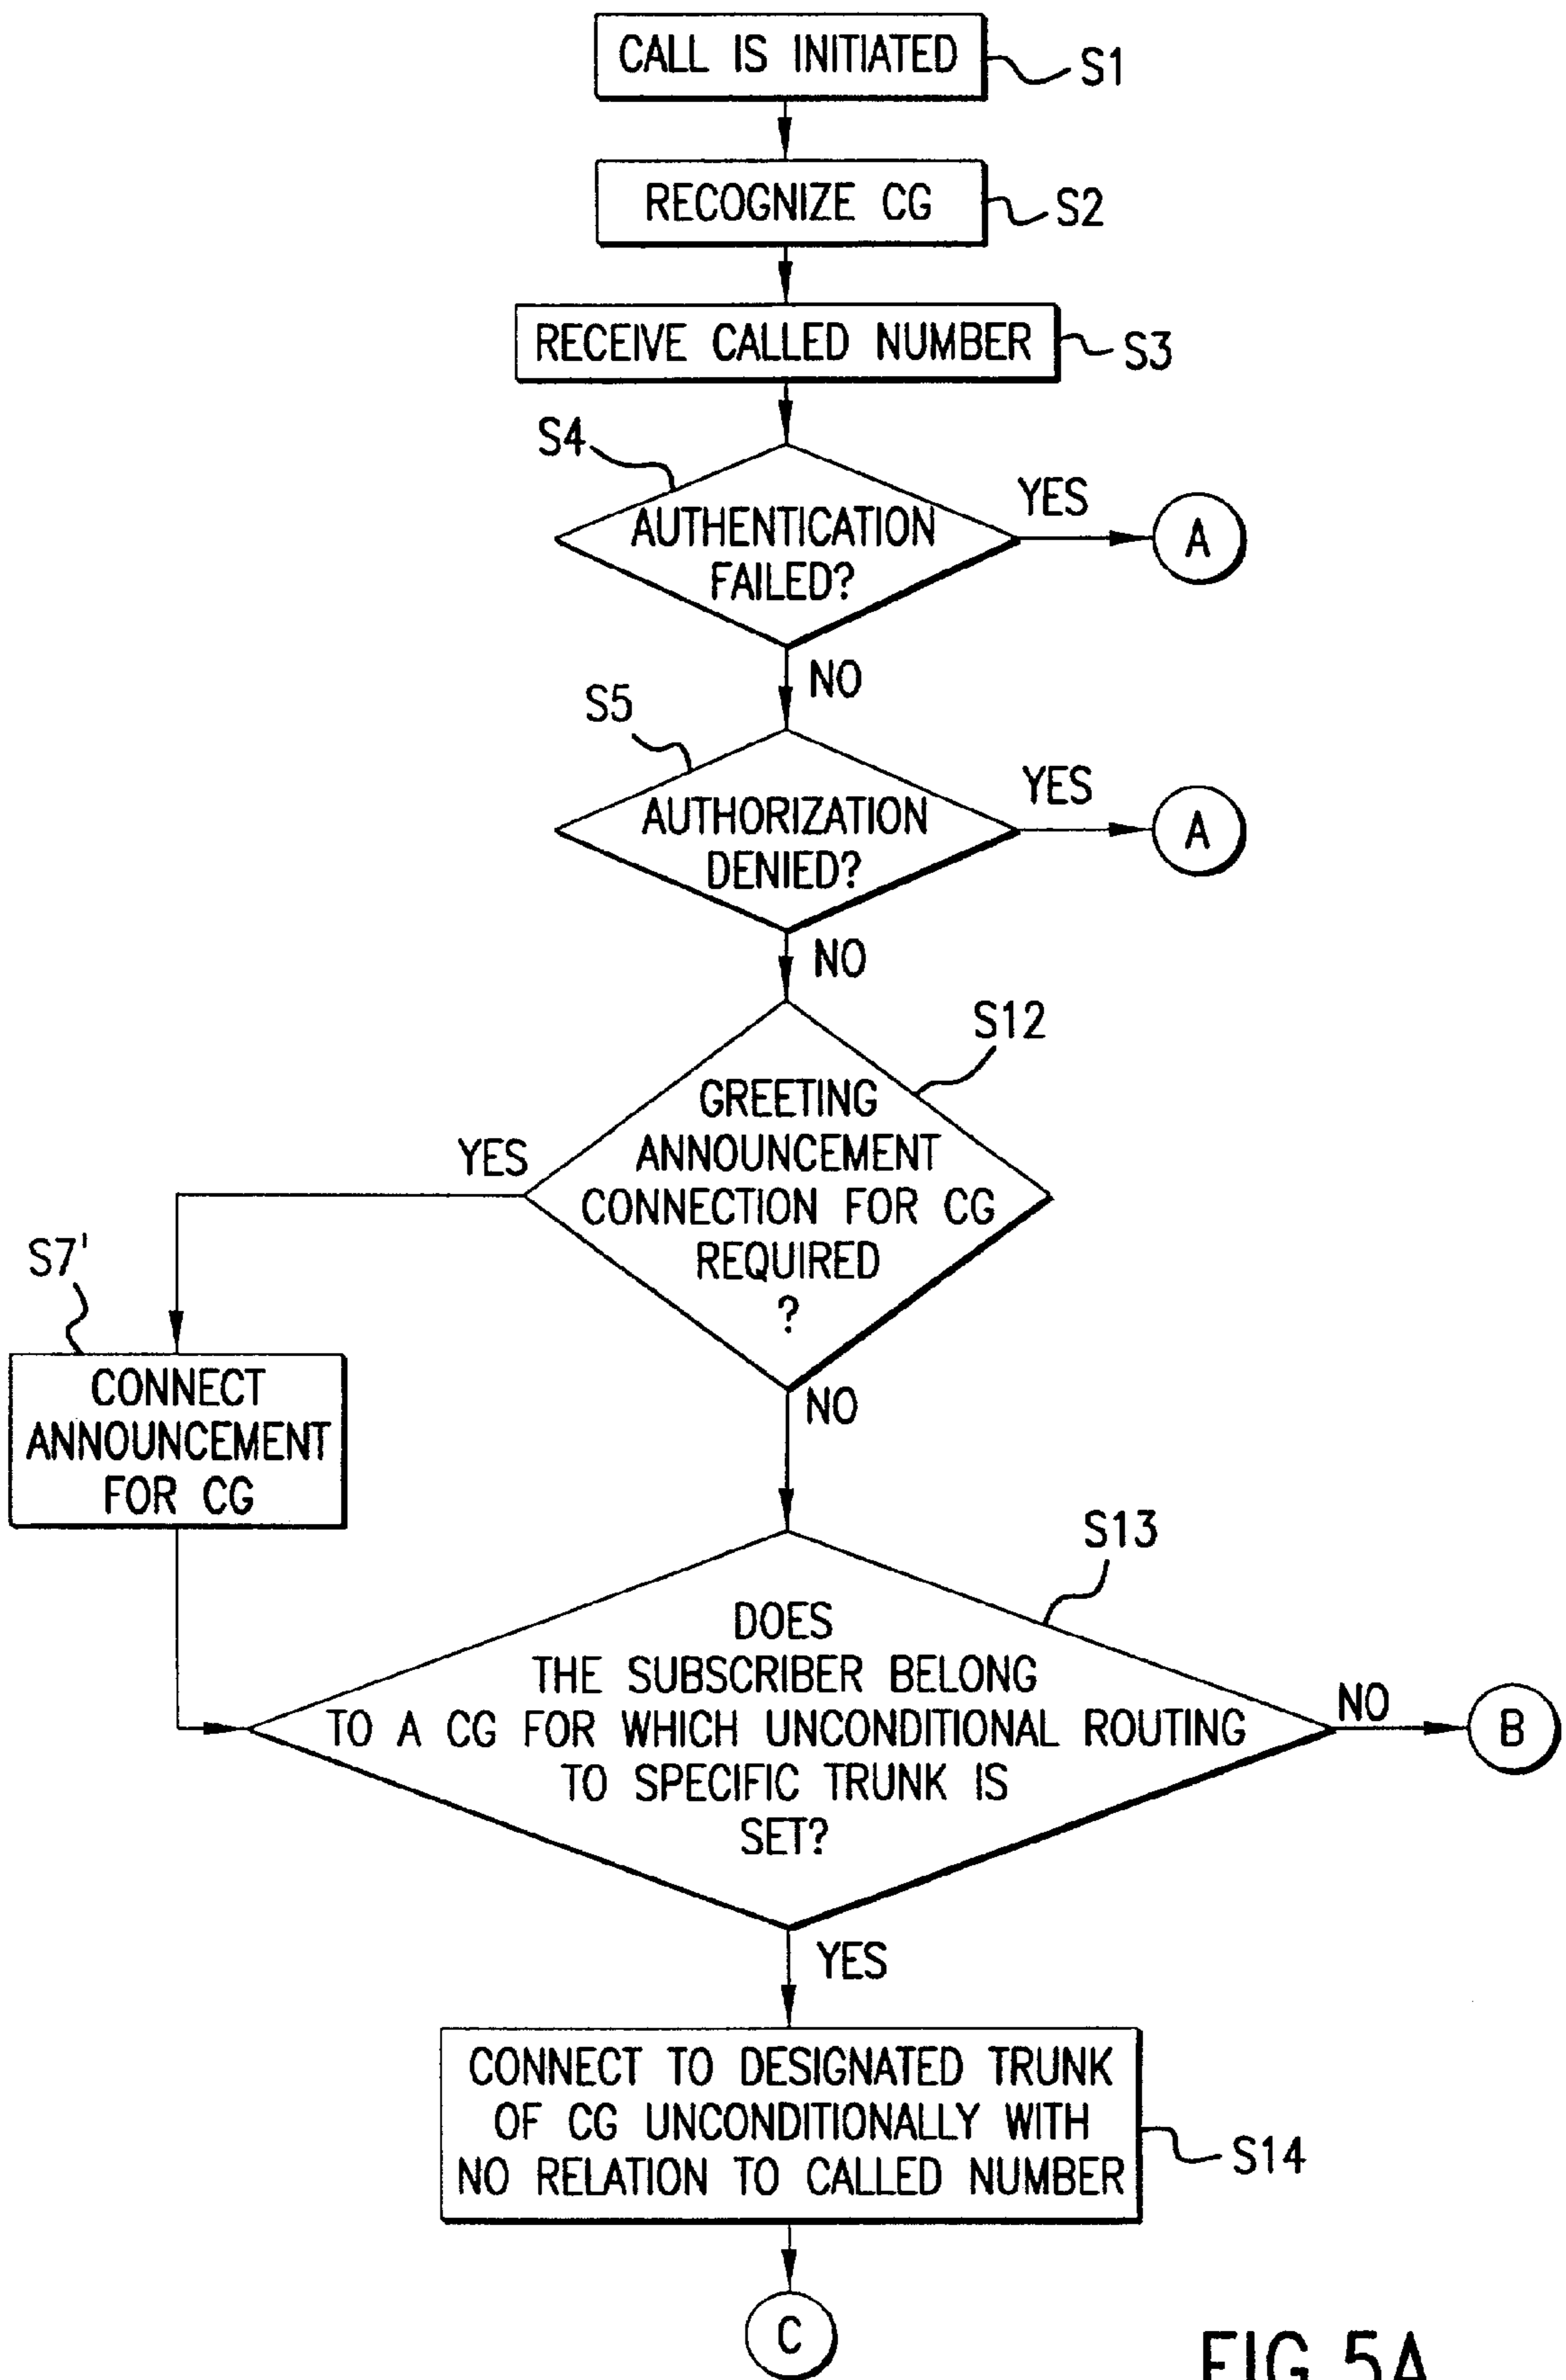 CALL IS INITIATED
S1
RECOGNIZE CG
S2
RECEIVE CALLED NUMBER
S3
S4
AUTHENTICATION
FAILED?
YES
A
NO
S5
AUTHORIZATION
DENIED?
YES
A
NO
S12
GREETING
ANNOUNCEMENT
CONNECTION FOR CG
REQUIRED
?
YES
S7'
CONNECT
ANNOUNCEMENT
FOR CG
NO
S13
DOES
THE SUBSCRIBER BELONG
TO A CG FOR WHICH UNCONDITIONAL ROUTING
TO SPECIFIC TRUNK IS
SET?
NO
B
YES
CONNECT TO DESIGNATED TRUNK
OF CG UNCONDITIONALLY WITH
NO RELATION TO CALLED NUMBER
S14
C
FIG.5A